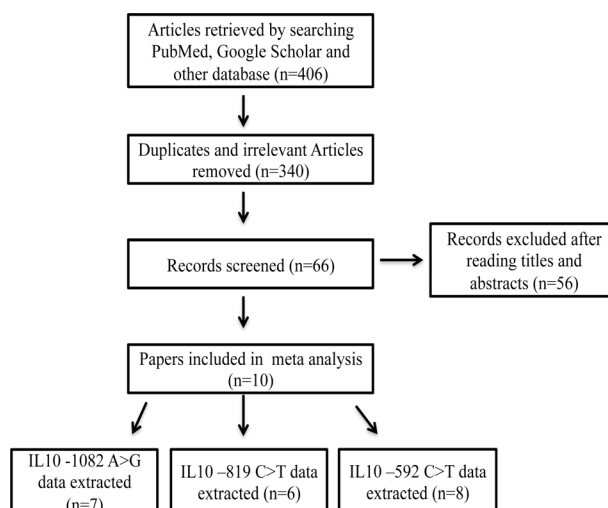 Articles retrieved by searching
PubMed, Google Scholar and
other database (n=406)
Duplicates and irrelevant Articles
removed (n=340)
Records screened (n=66)
Records excluded after
reading titles and
abstracts (n=56)
Papers included in meta analysis
(n=10)
IL10 -1082 A>G
data extracted
(n=7)
IL10 –819 C>T data
extracted (n=6)
IL10 –592 C>T data
extracted (n=8)